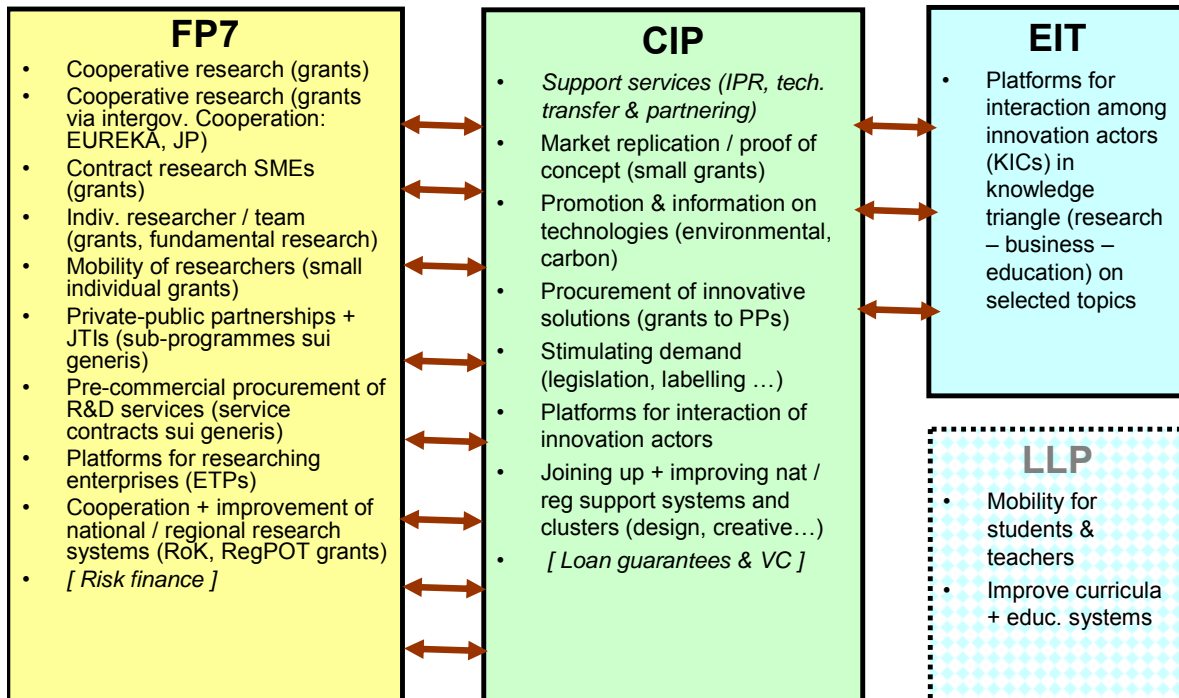 FP7
• Cooperative research (grants)
• Cooperative research (grants
via intergov. Cooperation:
EUREKA, JP)
• Contract research SMEs
(grants)
• Indiv. researcher / team
(grants, fundamental research)
• Mobility of researchers (small
individual grants)
• Private-public partnerships +
JTIs (sub-programmes sui
generis)
• Pre-commercial procurement of
R&D services (service
contracts sui generis)
• Platforms for researching
enterprises (ETPs)
• Cooperation + improvement of
national / regional research
systems (RoK, RegPOT grants)
• [ Risk finance ]
CIP
• Support services (IPR, tech.
transfer & partnering)
• Market replication / proof of
concept (small grants)
• Promotion & information on
technologies (environmental,
carbon)
• Procurement of innovative
solutions (grants to PPs)
• Stimulating demand
(legislation, labelling …)
• Platforms for interaction of
innovation actors
• Joining up + improving nat /
reg support systems and
clusters (design, creative…)
• [ Loan guarantees & VC ]
EIT
• Platforms for
interaction among
innovation actors
(KICs) in
knowledge
triangle (research
– business –
education) on
selected topics
LLP
• Mobility for
students &
teachers
• Improve curricula
+ educ. systems